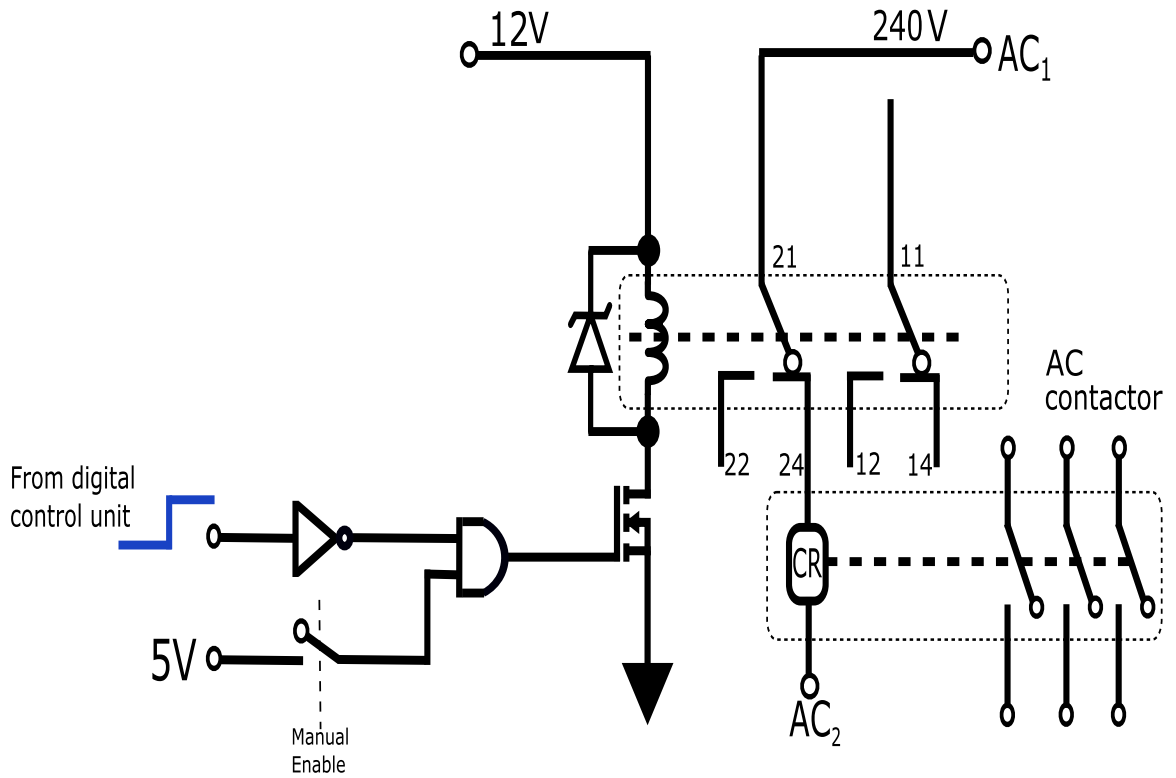 12V
240V
AC1
21
11
AC
contactor
22
24
12
14
From digital
control unit
CR
5V
AC2
Manual
Enable